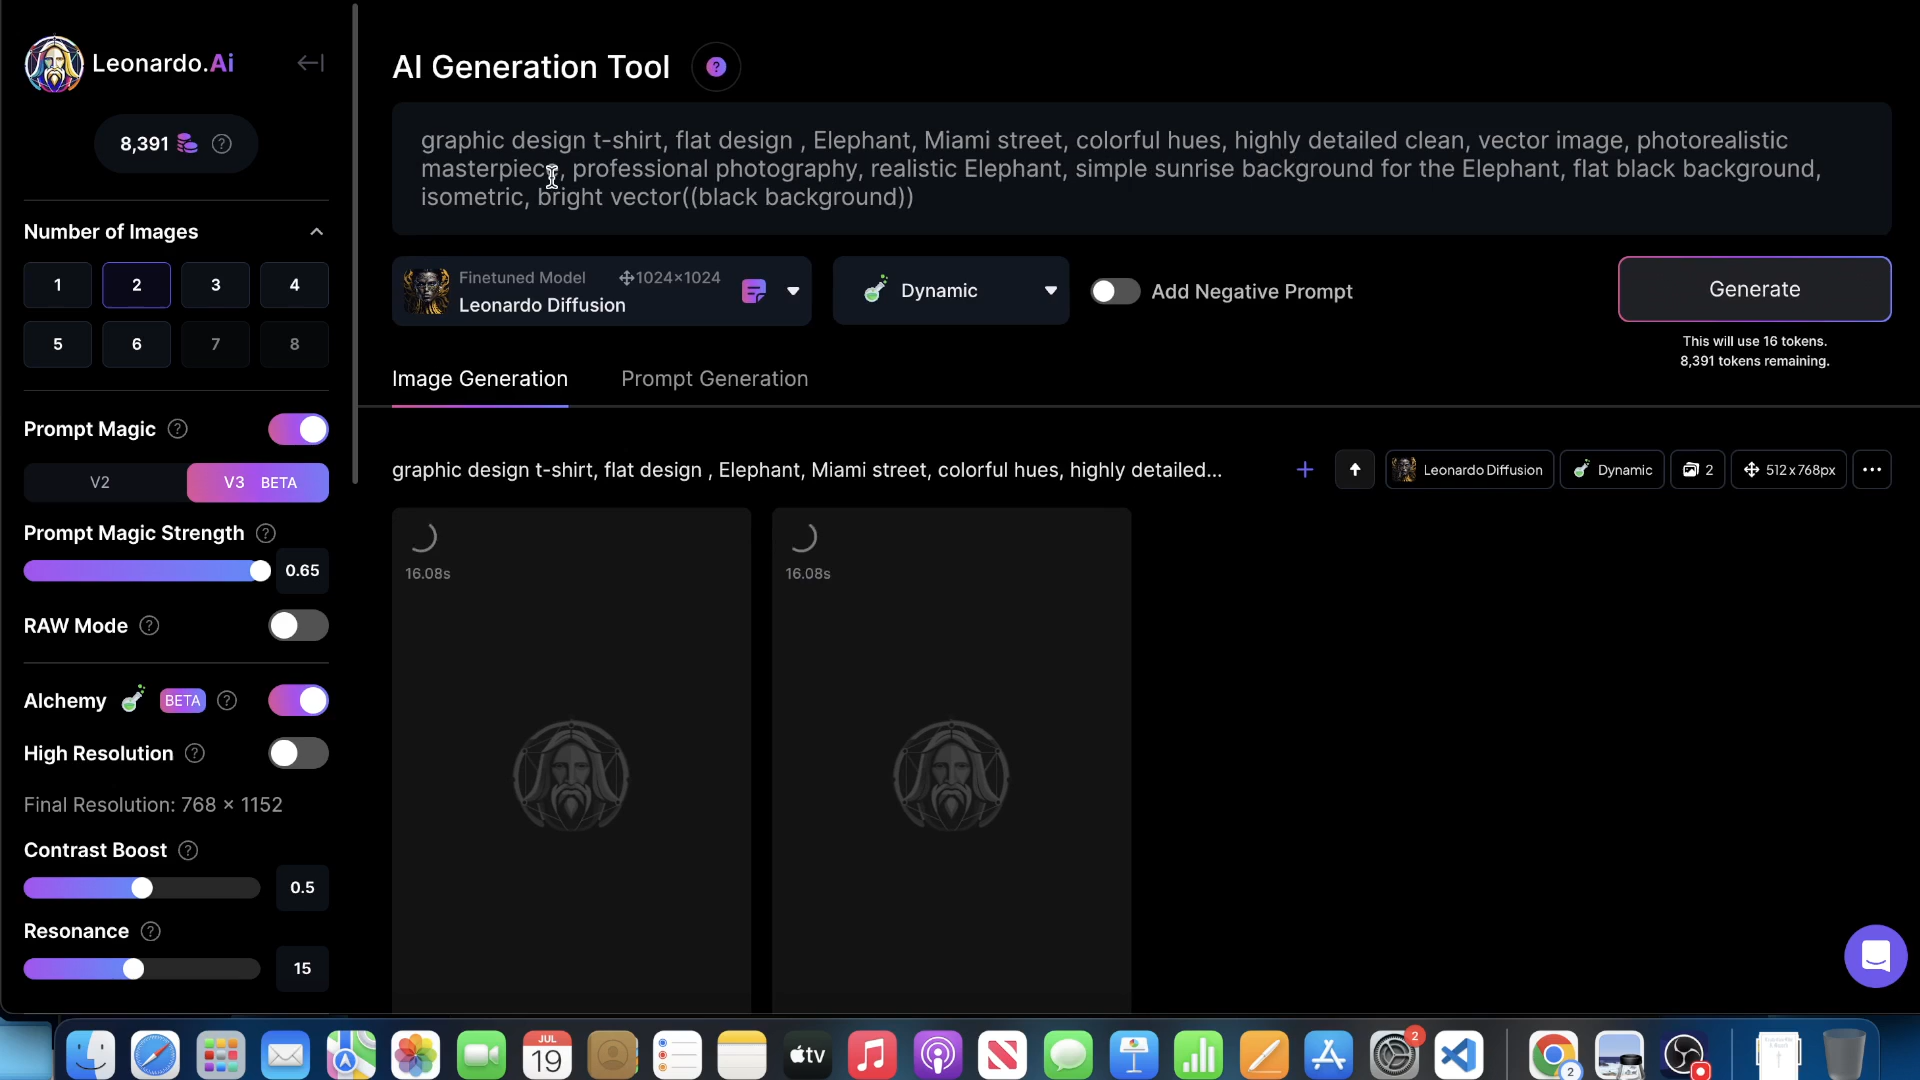 Leonardo.Ai
8,391
Number of Images
1 2 3 4
5 6 7 8
Prompt Magic
V2 V3 BETA
Prompt Magic Strength
0.65
RAW Mode
Alchemy BETA
High Resolution
Final Resolution: 768 × 1152
Contrast Boost
0.5
Resonance
15
AI Generation Tool
graphic design t-shirt, flat design , Elephant, Miami street, colorful hues, highly detailed clean, vector image, photorealistic
masterpiece, professional photography, realistic Elephant, simple sunrise background for the Elephant, flat black background,
isometric, bright vector((black background))
Finetuned Model 1024×1024
Leonardo Diffusion
Dynamic
Add Negative Prompt
Generate
This will use 16 tokens.
8,391 tokens remaining.
Image Generation Prompt Generation
graphic design t-shirt, flat design , Elephant, Miami street, colorful hues, highly detailed...
Leonardo Diffusion Dynamic 2 512x768px
16.08s 16.08s
JUL
19
tv
2
2